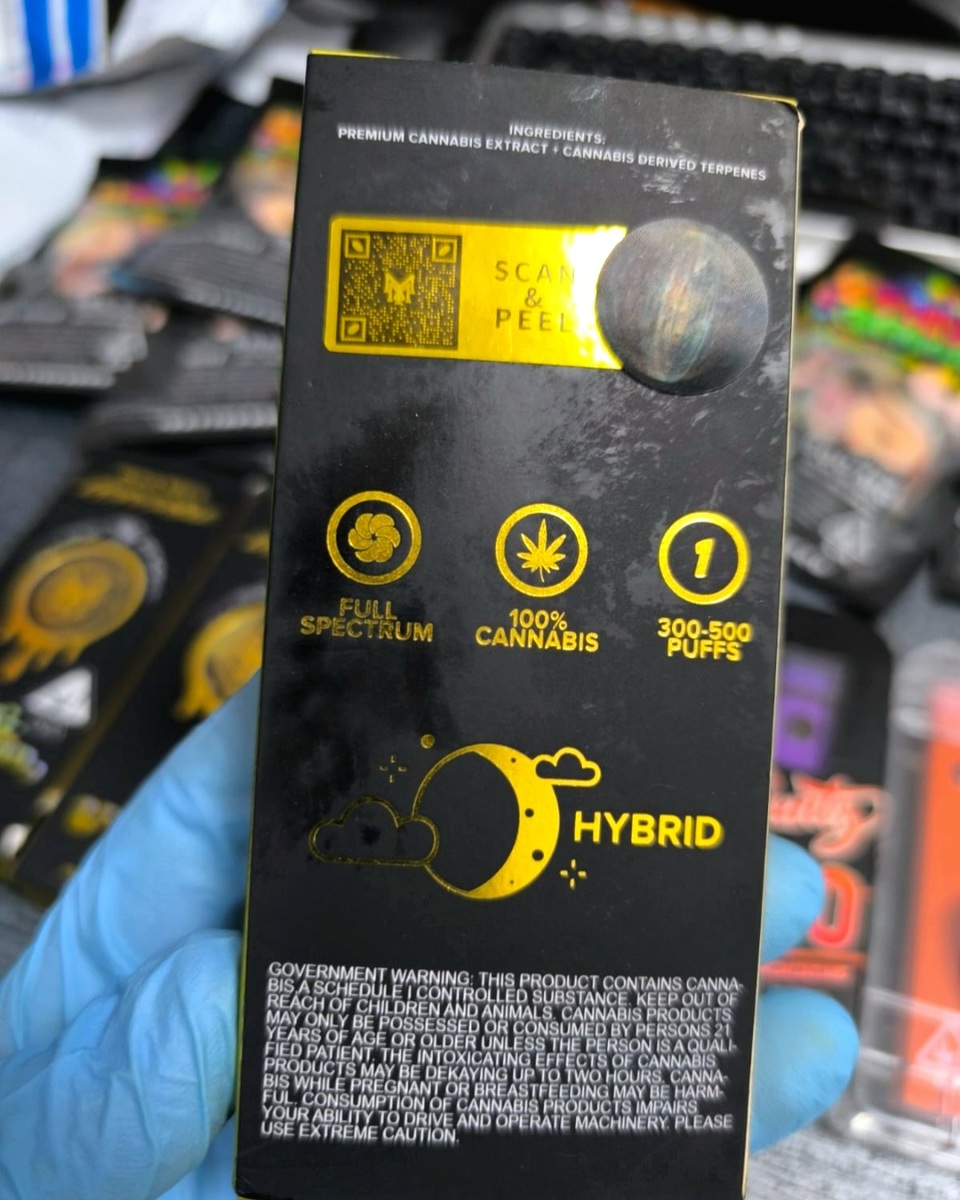 INGREDIENTS:
PREMIUM CANNABIS EXTRACT + CANNABIS DERIVED TERPENES
SCAN
&
PEEL
FULL
SPECTRUM
100%
CANNABIS
1
300-500
PUFFS
HYBRID
GOVERNMENT WARNING: THIS PRODUCT CONTAINS CANNA-
BIS,A SCHEDULE I CONTROLLED SUBSTANCE. KEEP OUT OF
REACH OF CHILDREN AND ANIMALS. CANNABIS PRODUCTS
MAY ONLY BE POSSESSED OR CONSUMED BY PERSONS 21
YEARS OF AGE OR OLDER UNLESS THE PERSON IS A QUALI-
FIED PATIENT. THE INTOXICATING EFFECTS OF CANNABIS
PRODUCTS MAY BE DEKAYING UP TO TWO HOURS. CANNA-
BIS WHILE PREGNANT OR BREASTFEEDING MAY BE HARM-
FUL. CONSUMPTION OF CANNABIS PRODUCTS IMPAIRS
YOUR ABILITY TO DRIVE AND OPERATE MACHINERY. PLEASE
USE EXTREME CAUTION.